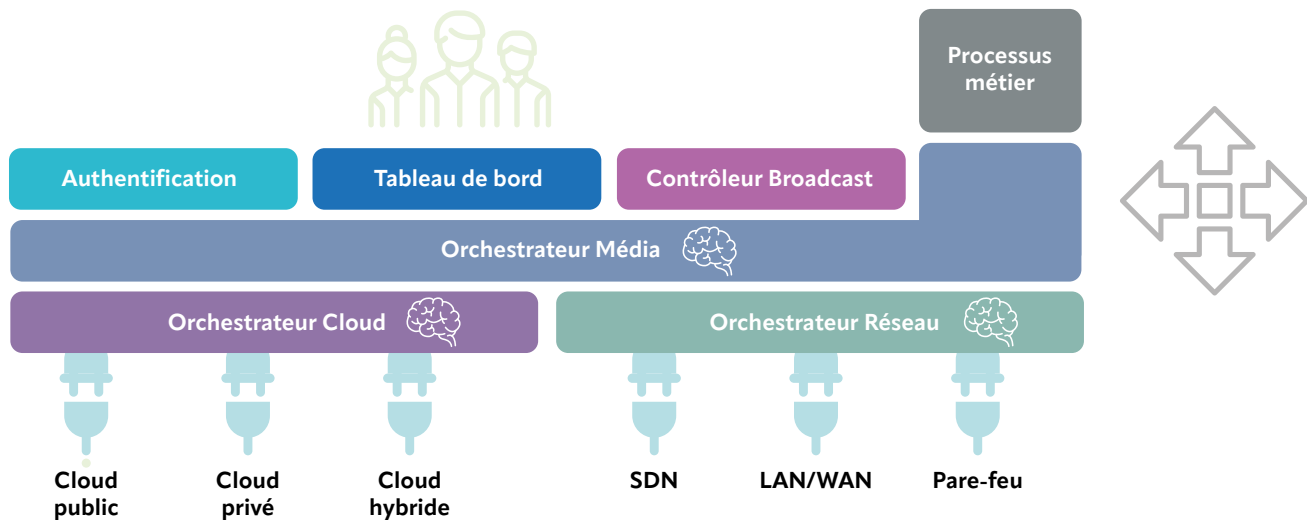 Processus
métier
Authentification
Tableau de bord
Contrôleur Broadcast
Orchestrateur Média
Orchestrateur Cloud
Orchestrateur Réseau
Cloud
public
Cloud
privé
Cloud
hybride
SDN
LAN/WAN
Pare-feu